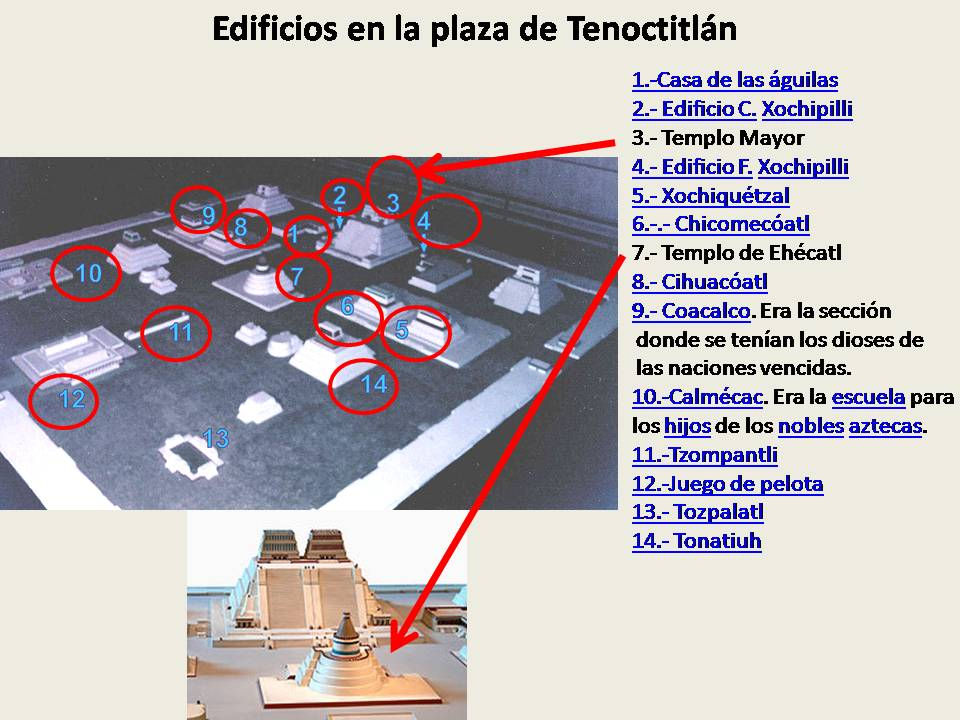 Edificios en la plaza de Tenoctitlán
1.-Casa de las águilas
2.- Edificio C. Xochipilli
3.- Templo Mayor
4.- Edificio F. Xochipilli
5.- Xochiquétzal
6.-.- Chicomecóatl
7.- Templo de Ehécatl
8.- Cihuacóatl
9.- Coacalco. Era la sección
donde se tenían los dioses de
las naciones vencidas.
10.-Calmécac. Era la escuela para
los hijos de los nobles aztecas.
11.-Tzompantli
12.-Juego de pelota
13.- Tozpalatl
14.- Tonatiuh
2
3
9
8
1
4
10
7
6
11
5
14
12
13